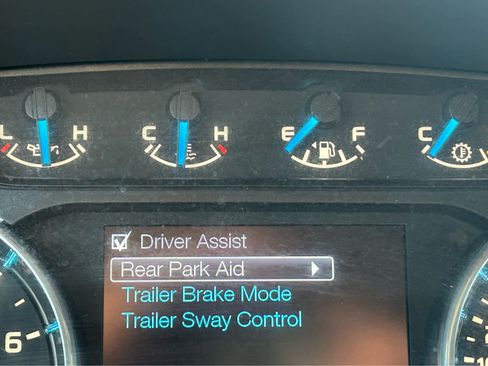 L H C H E F C
Driver Assist
Rear Park Aid
Trailer Brake Mode
Trailer Sway Control
6